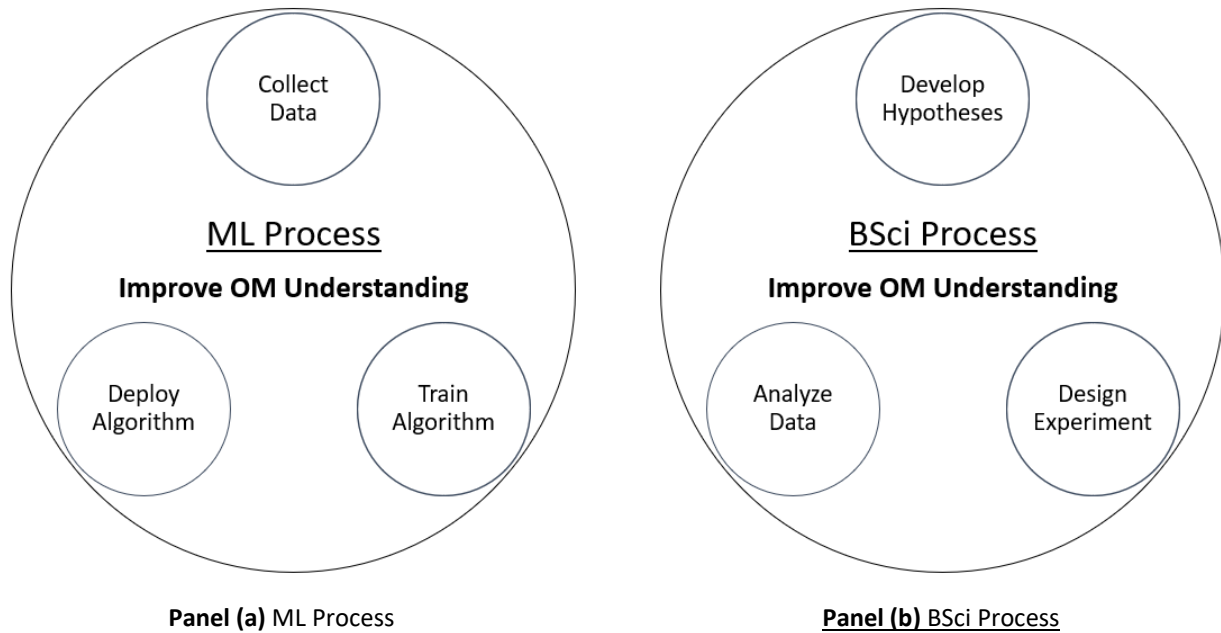 Collect
Data
ML Process
Improve OM Understanding
Deploy
Algorithm
Train
Algorithm
Panel (a) ML Process
Develop
Hypotheses
BSci Process
Improve OM Understanding
Analyze
Data
Design
Experiment
Panel (b) BSci Process